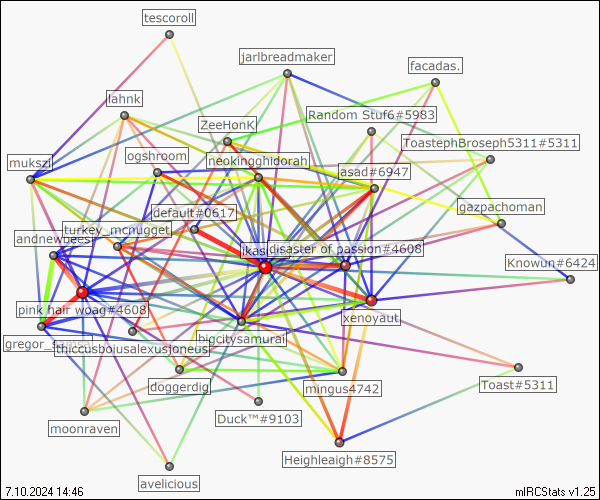 tescoroll
jarlbreadmaker
facadas.
lahnk
Random Stuf6#5983
ZeeHonK
ToastephBroseph5311#5311
mukszi
ogshroom
neokingghidorah
asad#6947
default#0617
gazpachoman
turkey_mcnugget
andnewbees
disaster of passion#4608
Knowun#6424
pink hair woag#4608
xenoyaut
bigcitysamurai
thiccusbojusalexusjoneus
doggerdig
mingus4742
Toast#5311
moonraven
Duck™#9103
Heighleaigh#8575
avelicious
7.10.2024 14:46
mIRCStats v1.25